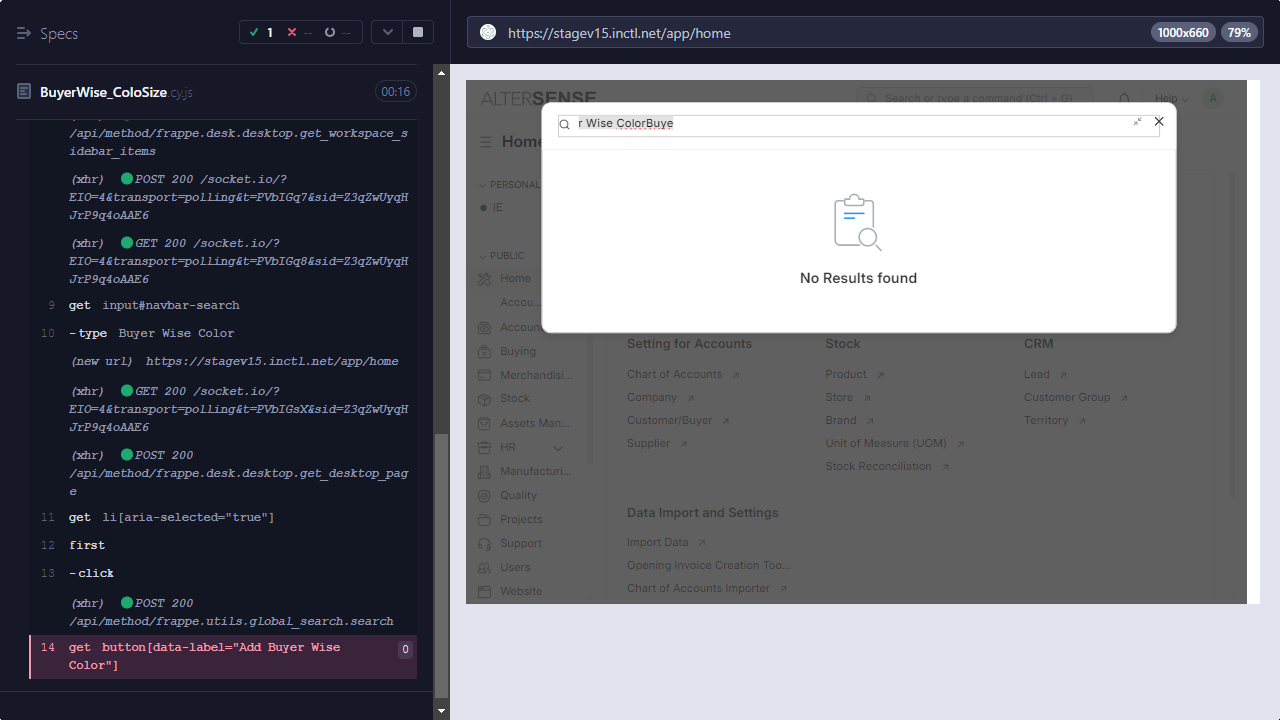 Specs
1
--
--
https://stagev15.inctl.net/app/home
1000x660
79%
BuyerWise_ColoSize.cy.js
00:16
/api/method/frappe.desk.desktop.get_workspace_s
idebar_items
(xhr) POST 200 /socket.io/?
EIO=4&transport=polling&t=PVbIGq7&sid=Z3qZwUyqH
JrP9q4oAAE6
(xhr) GET 200 /socket.io/?
EIO=4&transport=polling&t=PVbIGq8&sid=Z3qZwUyqH
JrP9q4oAAE6
9 get input#navbar-search
10 -type Buyer Wise Color
(new url) https://stagev15.inctl.net/app/home
(xhr) GET 200 /socket.io/?
EIO=4&transport=polling&t=PVbIGsX&sid=Z3qZwUyqH
JrP9q4oAAE6
(xhr) POST 200
/api/method/frappe.desk.desktop.get_desktop_pag
e
11 get li[aria-selected="true"]
12 first
13 -click
(xhr) POST 200
/api/method/frappe.utils.global_search.search
14 get button[data-label="Add Buyer Wise
Color"]
0
ALTERSENSE
Search or type a command (Ctrl + G)
Help
A
Home
r Wise ColorBuye
No Results found
PERSONAL
IE
PUBLIC
Home
Accou...
Accoun
Buying
Merchandisi...
Stock
Assets Man...
HR
Manufacturi...
Quality
Projects
Support
Users
Website
Setting for Accounts
Chart of Accounts
Company
Customer/Buyer
Supplier
Stock
Product
Store
Brand
Unit of Measure (UOM)
Stock Reconciliation
CRM
Lead
Customer Group
Territory
Data Import and Settings
Import Data
Opening Invoice Creation Too...
Chart of Accounts Importer